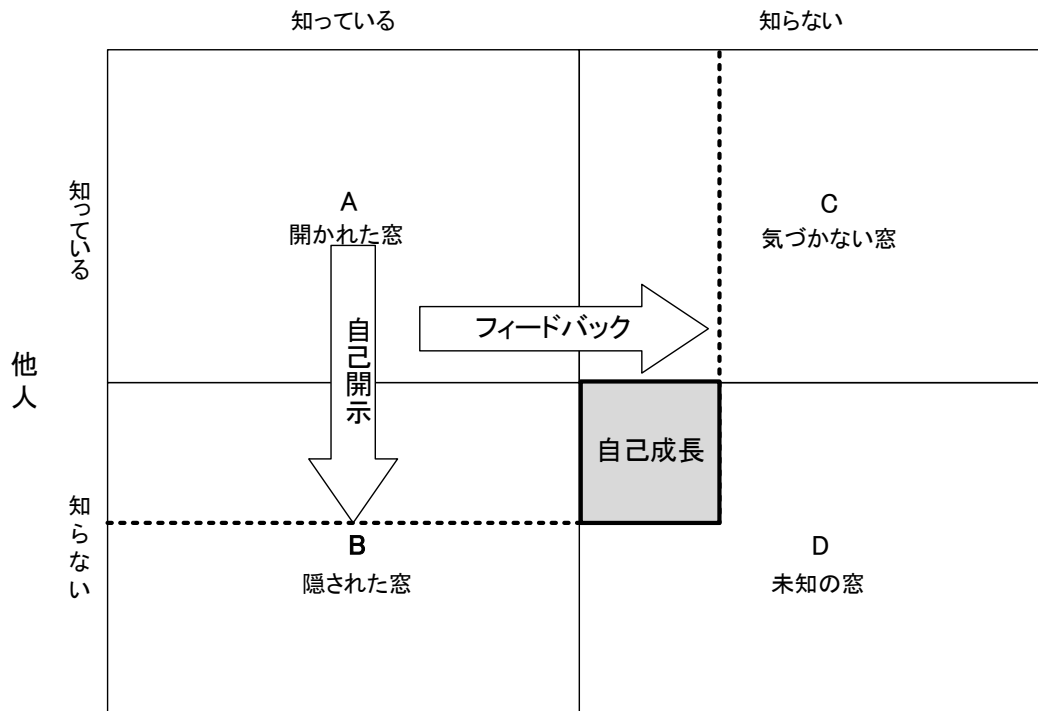 知っている
知らない
知っている
他人
知らない
A
開かれた窓
C
気づかない窓
自己開示
フィードバック
自己成長
B
隠された窓
D
未知の窓